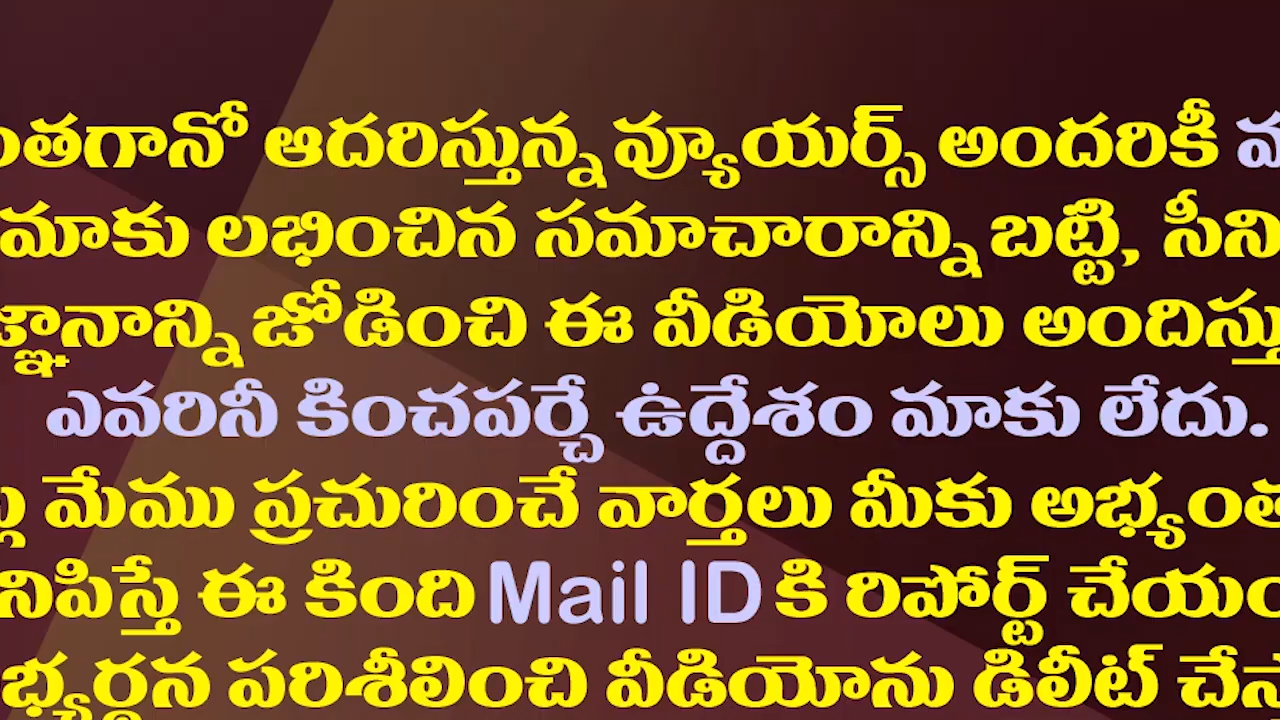 ంతగానో ఆదరిస్తున్న వ్యూయర్స్ అందరికీ
మాకు లభించిన సమాచారాన్ని బట్టి, సీని
జ్ఞానాన్ని జోడించి ఈ వీడియోలు అందిస్తు
ఎవరినీ కించపర్చే ఉద్దేశం మాకు లేదు.
మేము ప్రచురించే వార్తలు మీకు అభ్యంత
నిపిస్తే ఈ కింది Mail ID కి రిపోర్ట్ చేయం
భ్యర్ధన పరిశీలించి వీడియోను డిలీట్ చేస